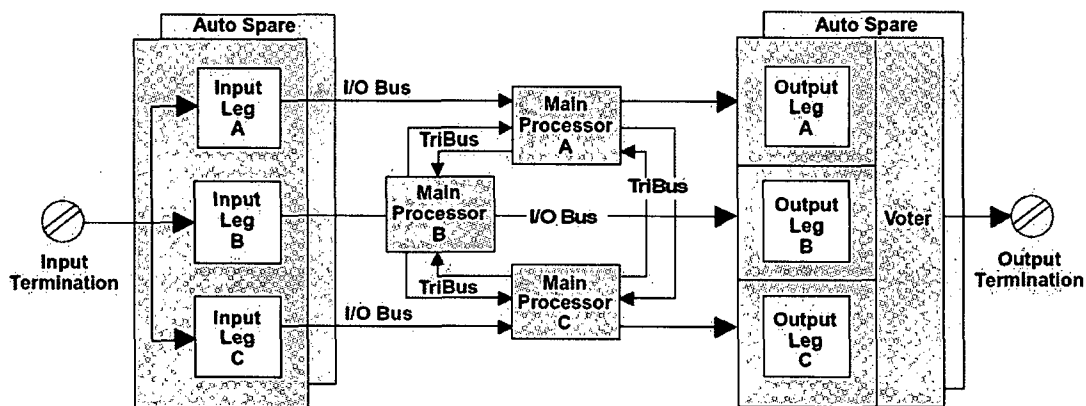 Auto Spare
Auto Spare
Input
Leg
A
I/O Bus
Main
Processor
A
Output
Leg
A
TriBus
TriBus
Input
Leg
B
Main
Processor
B
I/O Bus
Output
Leg
B
Voter
Input
Termination
Output
Termination
TriBus
Input
Leg
C
I/O Bus
Main
Processor
C
Output
Leg
C